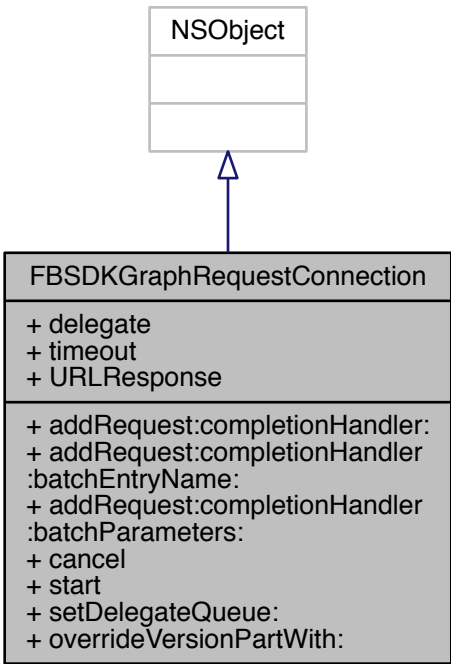 NSObject
FBSDKGraphRequestConnection
+ delegate
+ timeout
+ URLResponse
+ addRequest:completionHandler:
+ addRequest:completionHandler
:batchEntryName:
+ addRequest:completionHandler
:batchParameters:
+ cancel
+ start
+ setDelegateQueue:
+ overrideVersionPartWith: